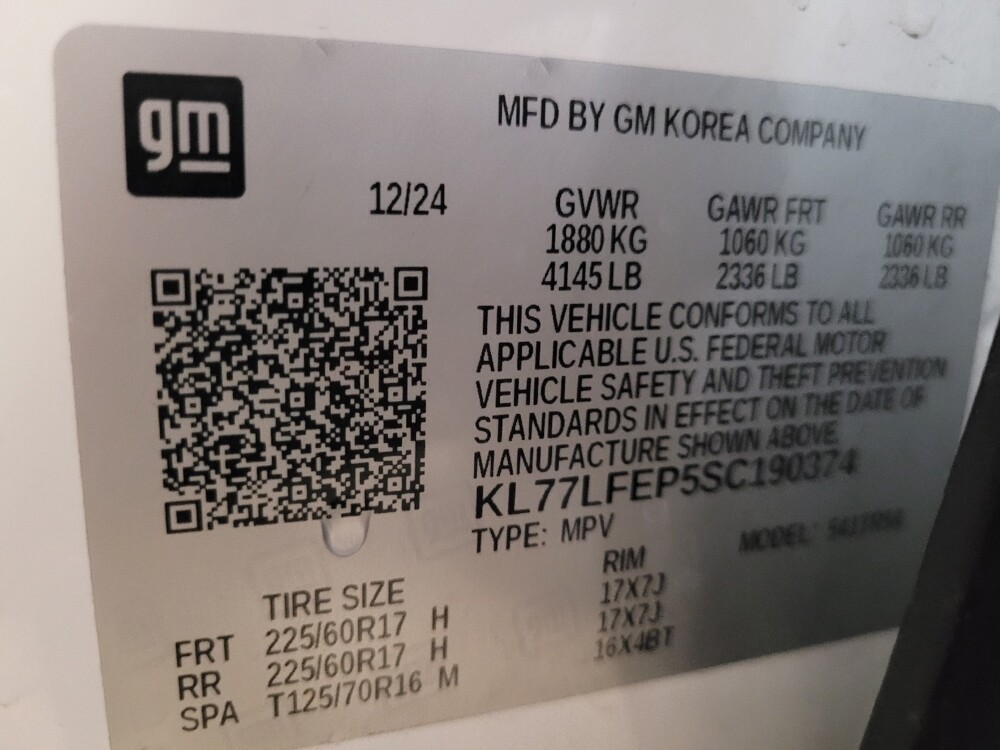 gm
MFD BY GM KOREA COMPANY
12/24
GVWR GAWR FRT GAWR RR
1880 KG 1060 KG 1060 KG
4145 LB 2336 LB 2336 LB
THIS VEHICLE CONFORMS TO ALL
APPLICABLE U.S. FEDERAL MOTOR
VEHICLE SAFETY AND THEFT PREVENTION
STANDARDS IN EFFECT ON THE DATE OF
MANUFACTURE SHOWN ABOVE.
KL77LFEP5SC190374
TYPE: MPV MODEL:
TIRE SIZE RIM
FRT 225/60R17 H 17X7J
RR 225/60R17 H 17X7J
SPA T125/70R16 M 16X4BT